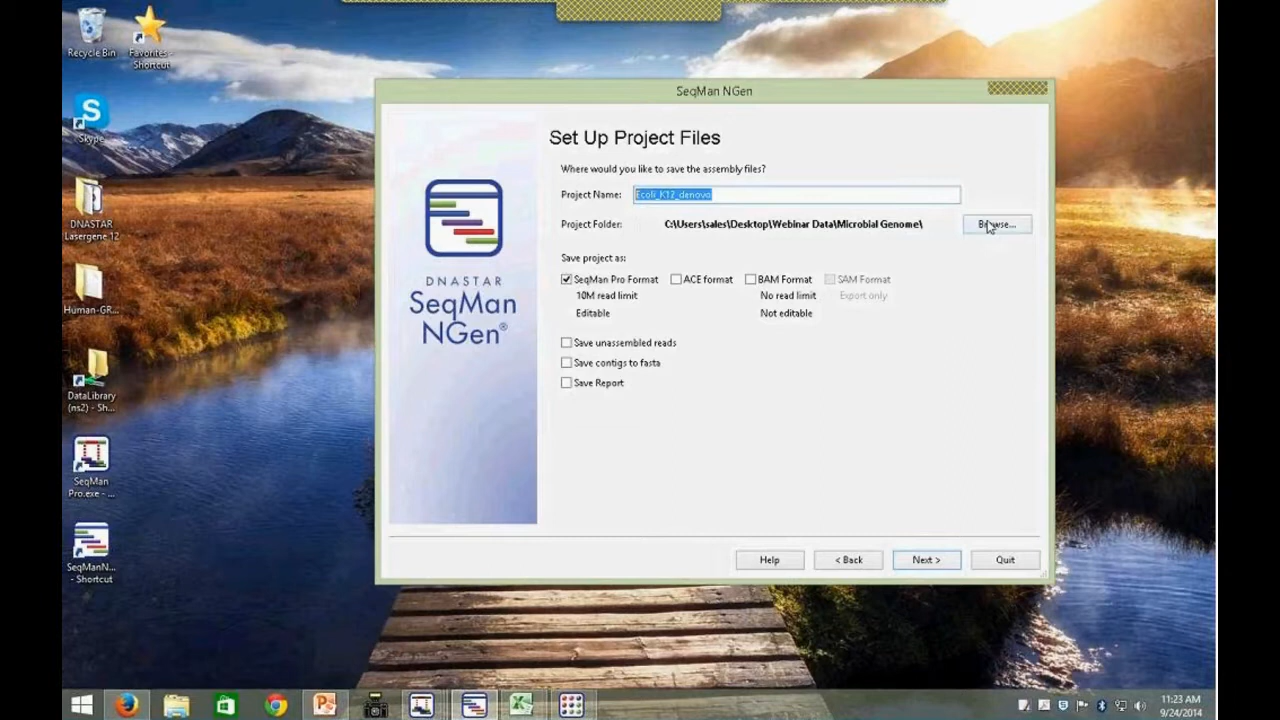 Recycle Bin
Favorites - Shortcut
Skype
DNASTAR Lasergene 12
Human-GR...
DataLibrary (ns2) - Sh...
SeqMan Pro.exe - ...
SeqManN... - Shortcut
SeqMan NGen
DNASTAR
SeqMan
NGen®
Set Up Project Files
Where would you like to save the assembly files?
Project Name: Ecoli_K12_denovo
Project Folder: C:\Users\sales\Desktop\Webinar Data\Microbial Genome\ Browse...
Save project as:
SeqMan Pro Format ACE format BAM Format SAM Format
10M read limit No read limit Export only
Editable Not editable
Save unassembled reads
Save contigs to fasta
Save Report
Help < Back Next > Quit
11:23 AM
9/24/2014